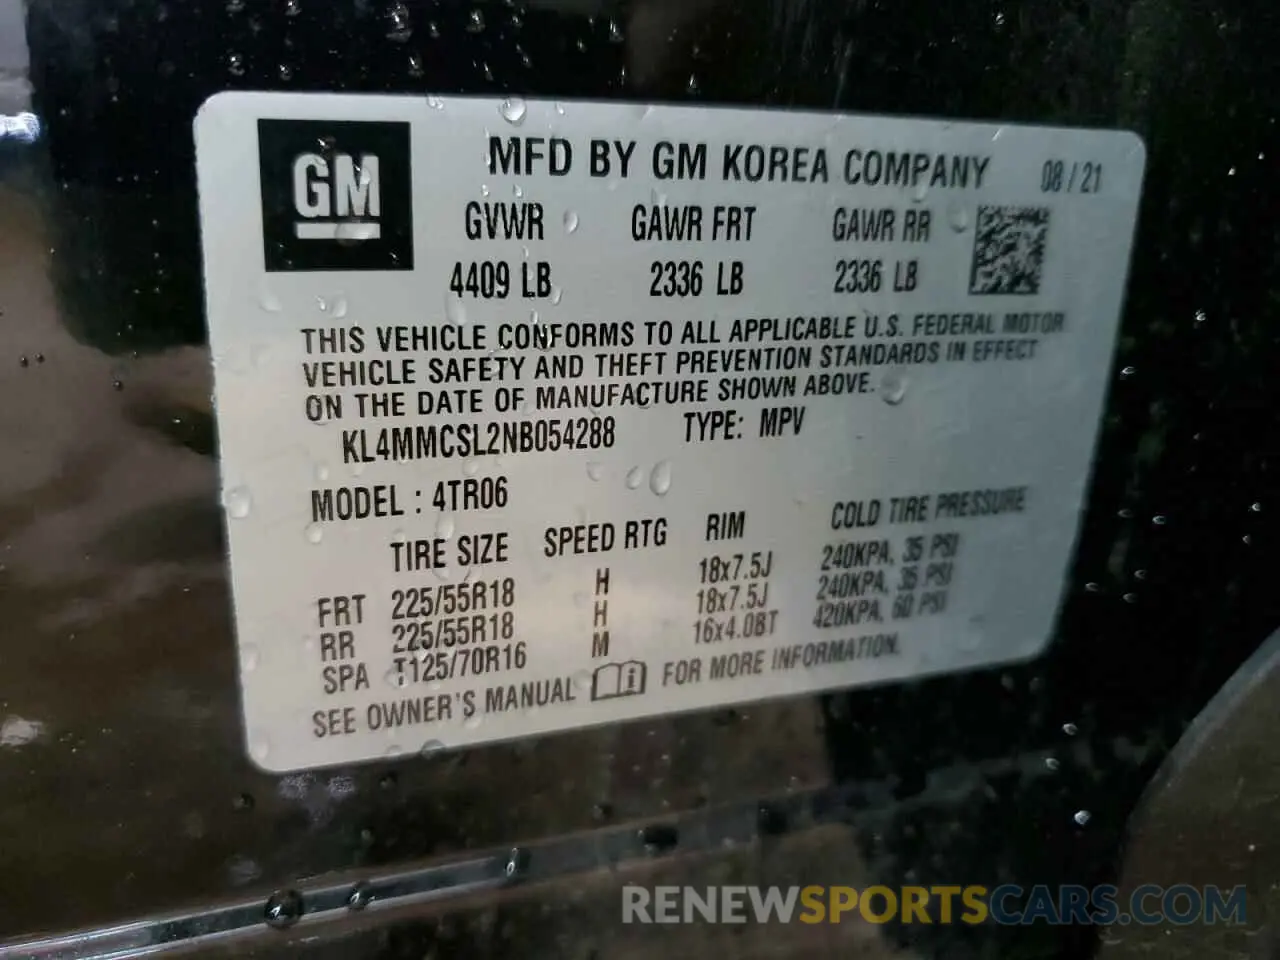 GM
MFD BY GM KOREA COMPANY 08/21
GVWR GAWR FRT GAWR RR
4409 LB 2336 LB 2336 LB
THIS VEHICLE CONFORMS TO ALL APPLICABLE U.S. FEDERAL MOTOR
VEHICLE SAFETY AND THEFT PREVENTION STANDARDS IN EFFECT
ON THE DATE OF MANUFACTURE SHOWN ABOVE.
KL4MMCSL2NB054288 TYPE: MPV
MODEL : 4TR06
TIRE SIZE SPEED RTG RIM COLD TIRE PRESSURE
FRT 225/55R18 H 18x7.5J 240KPA, 35 PSI
RR 225/55R18 H 18x7.5J 240KPA, 35 PSI
SPA T125/70R16 M 16x4.0BT 420KPA, 60 PSI
SEE OWNER'S MANUAL FOR MORE INFORMATION.
RENEWSPORTSCARS.COM